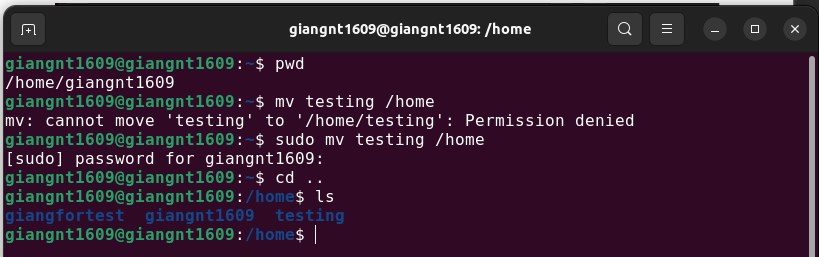 giangnt1609@giangnt1609: /home
giangnt1609@giangnt1609:~$ pwd
/home/giangnt1609
giangnt1609@giangnt1609:~$ mv testing /home
mv: cannot move 'testing' to '/home/testing': Permission denied
giangnt1609@giangnt1609:~$ sudo mv testing /home
[sudo] password for giangnt1609:
giangnt1609@giangnt1609:~$ cd ..
giangnt1609@giangnt1609:/home$ ls
giangfortest  giangnt1609  testing
giangnt1609@giangnt1609:/home$